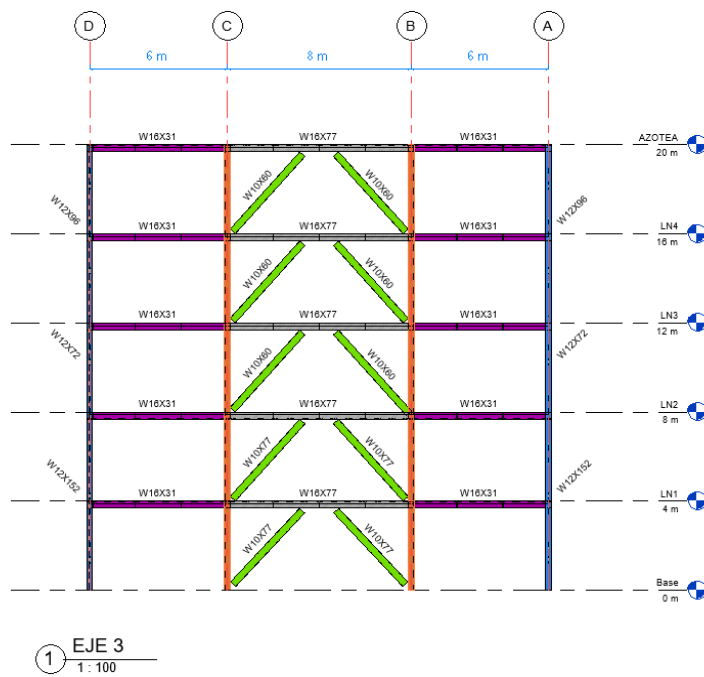 D C B A
6 m 8 m 6 m
W16X31 W16X77 W16X31 AZOTEA
20 m
W10X60 W10X60
W12X96 W12X96
W16X31 W16X77 W16X31 LN4
16 m
W10X60 W10X60
W16X31 W16X77 W16X31 LN3
12 m
W12X72 W12X72
W10X60 W10X60
W16X31 W16X77 W16X31 LN2
8 m
W10X77 W10X77
W12X152 W12X152
W16X31 W16X77 W16X31 LN1
4 m
W10X77 W10X77
Base
0 m
1 EJE 3
1 : 100